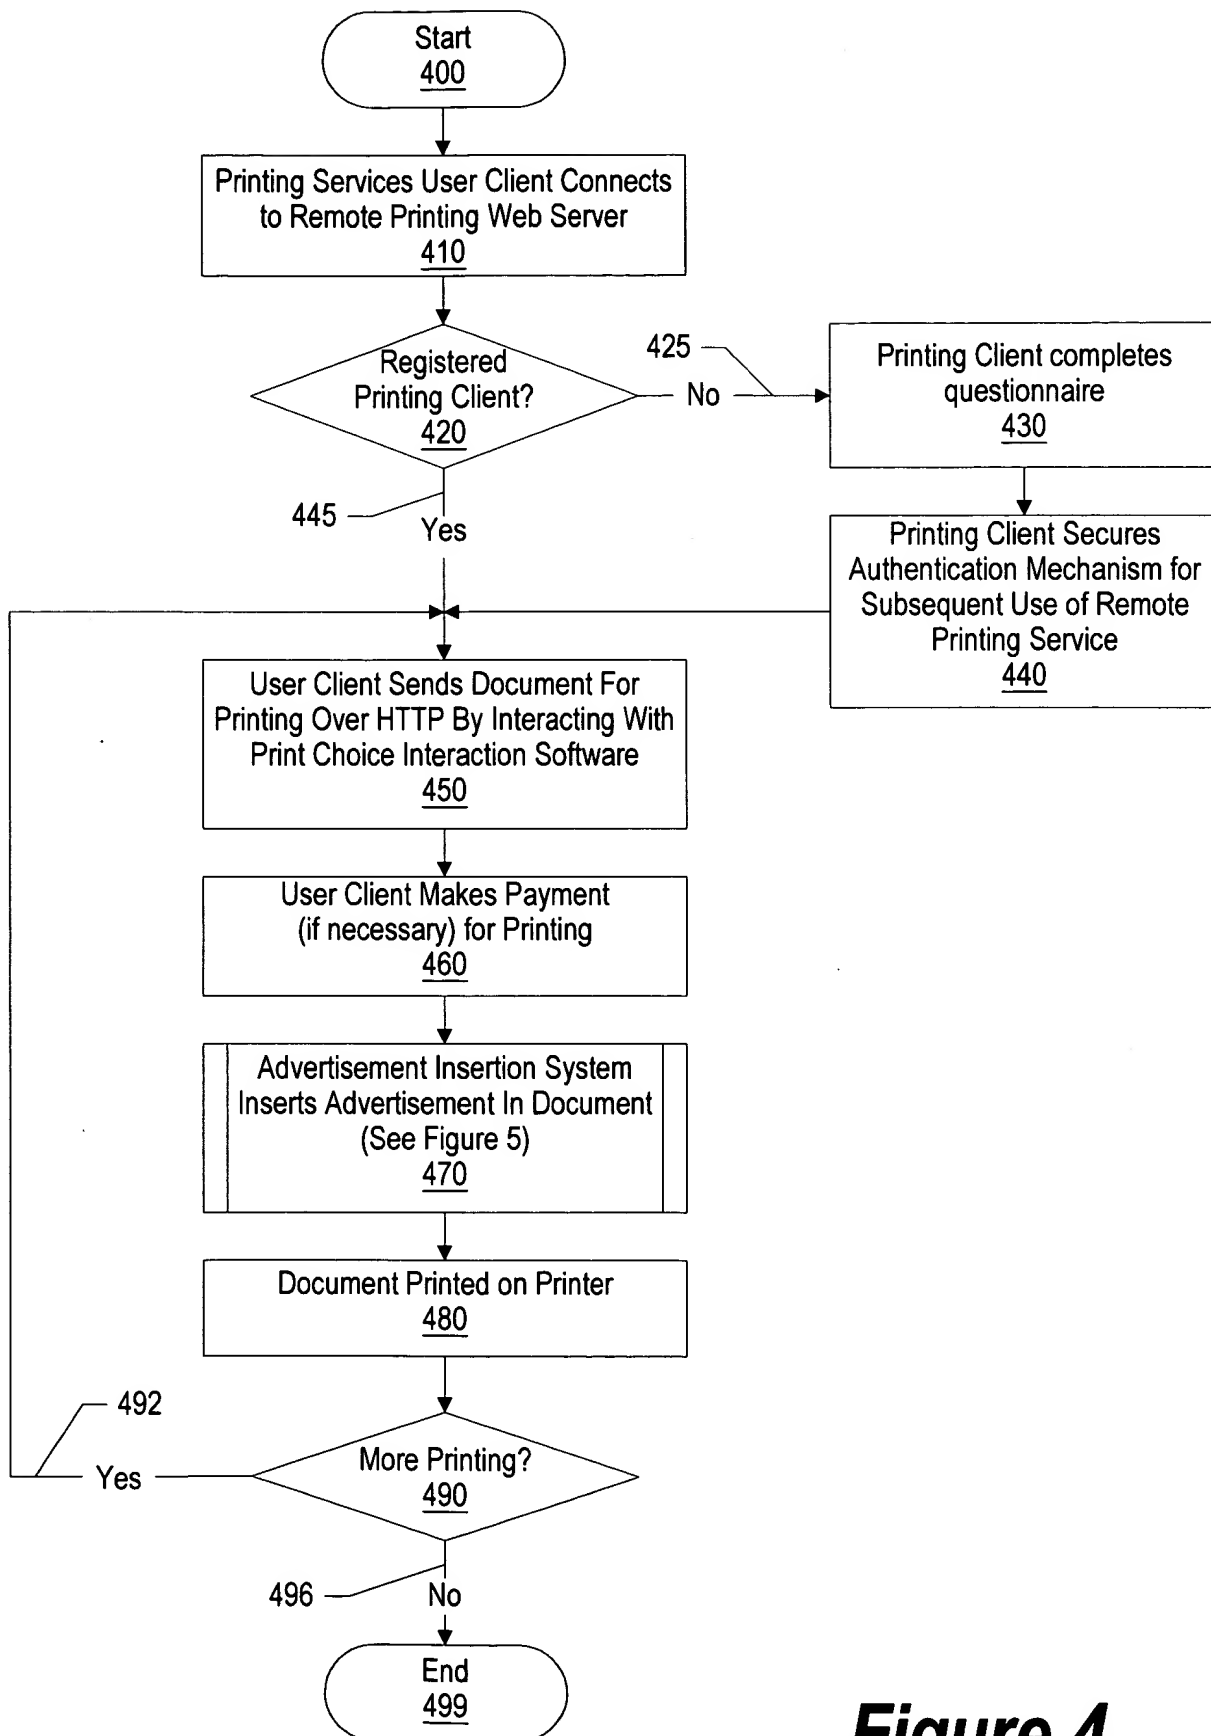 Start
400
Printing Services User Client Connects
to Remote Printing Web Server
410
Registered
Printing Client?
420
425
No
Printing Client completes
questionnaire
430
445
Yes
Printing Client Secures
Authentication Mechanism for
Subsequent Use of Remote
Printing Service
440
User Client Sends Document For
Printing Over HTTP By Interacting With
Print Choice Interaction Software
450
User Client Makes Payment
(if necessary) for Printing
460
Advertisement Insertion System
Inserts Advertisement In Document
(See Figure 5)
470
Document Printed on Printer
480
492
Yes
More Printing?
490
496
No
End
499
Figure 4